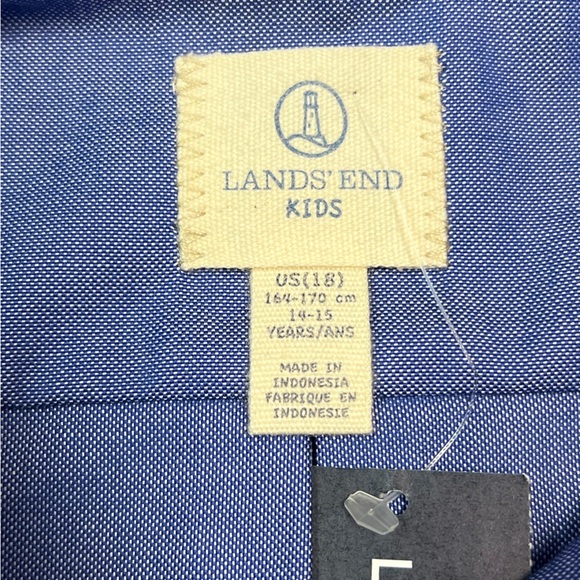 LANDS' END
KIDS
US(18)
164-170 cm
14-15
YEARS/ANS
MADE IN
INDONESIA
FABRIQUE EN
INDONESIE
L